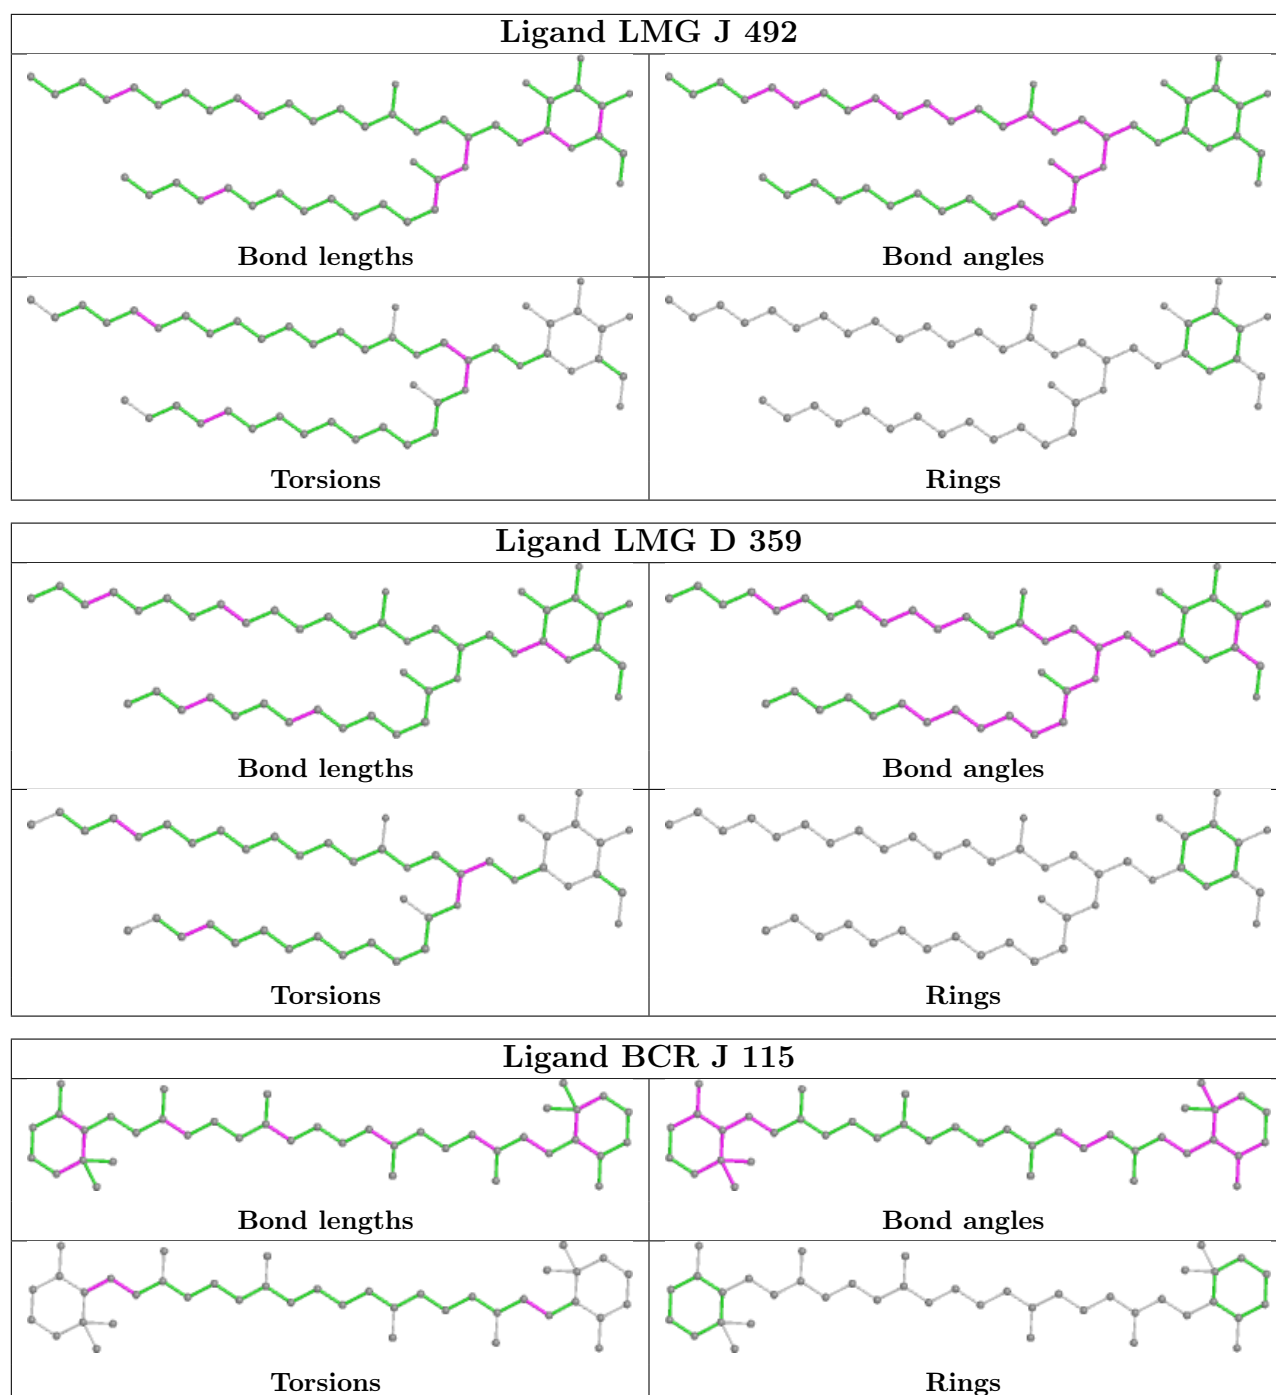 Ligand LMG J 492
Bond lengths
Bond angles
Torsions
Rings
Ligand LMG D 359
Bond lengths
Bond angles
Torsions
Rings
Ligand BCR J 115
Bond lengths
Bond angles
Torsions
Rings